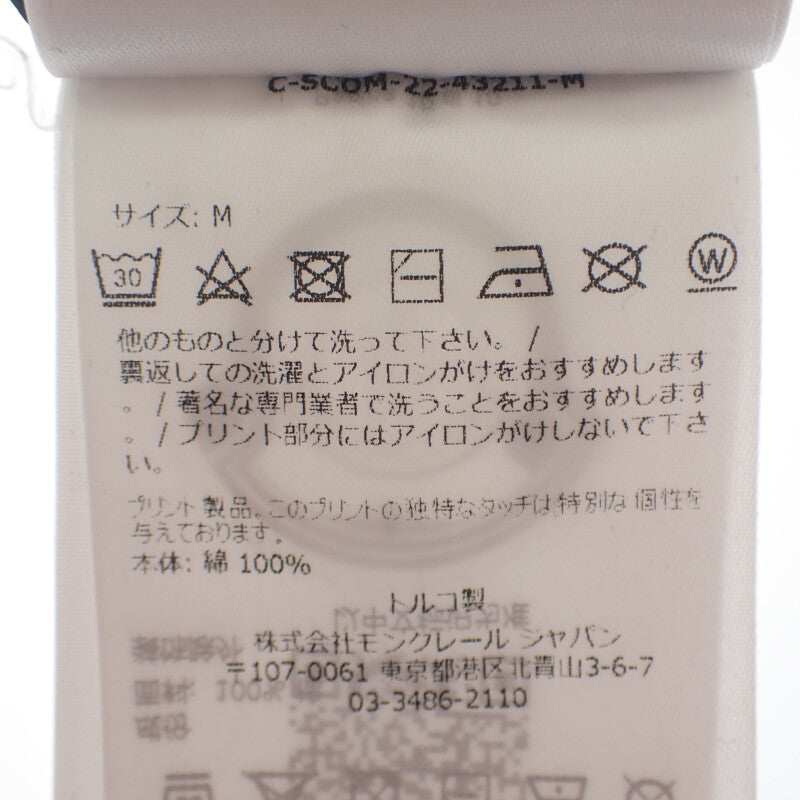 C-SCOM-22-43211-M
サイズ: M
30
W
他のものと分けて洗って下さい。 /
裏返しての洗濯とアイロンがけをおすすめします
。 / 著名な専門業者で洗うことをおすすめします
。 / プリント部分にはアイロンがけしないで下さ
い。
プリント製品。このプリントの独特なタッチは特別な個性を
与えております。
本体: 綿 100%
トルコ製
株式会社モンクレール ジャパン
〒107-0061 東京都港区北青山3-6-7
03-3486-2110